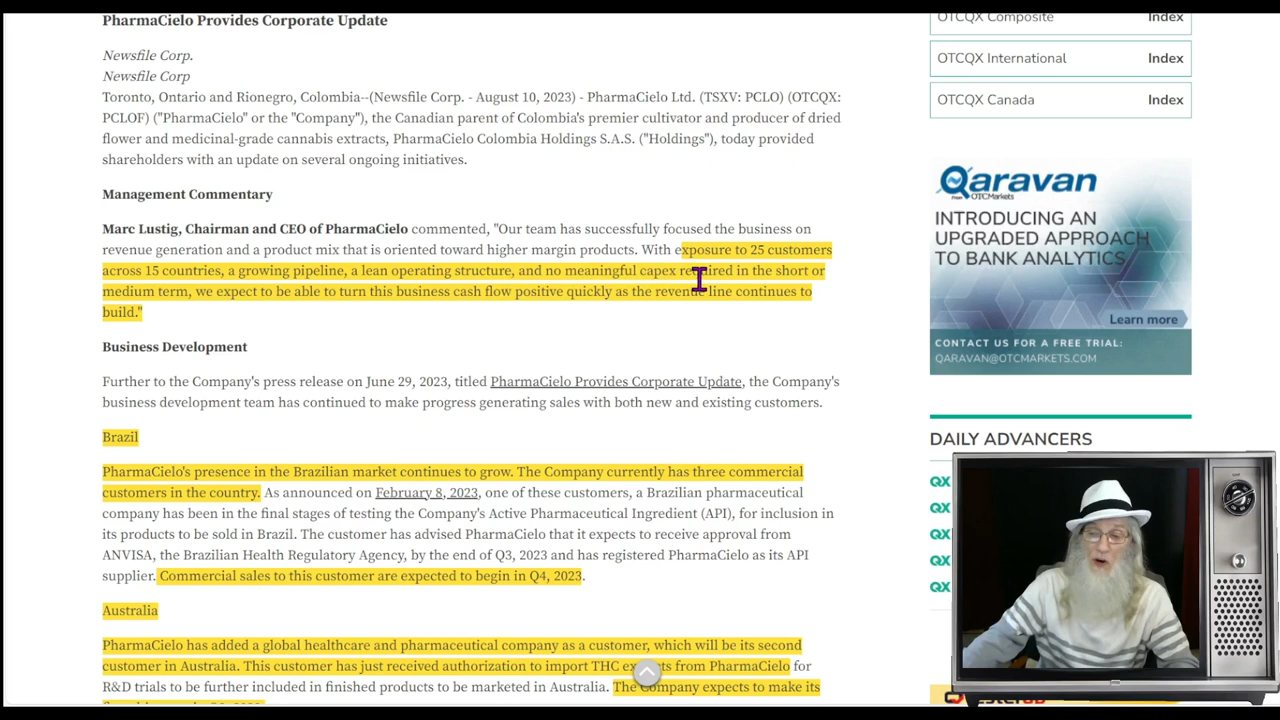 PharmaCielo Provides Corporate Update
Newsfile Corp.
Newsfile Corp
Toronto, Ontario and Rionegro, Colombia--(Newsfile Corp. - August 10, 2023) - PharmaCielo Ltd. (TSXV: PCLO) (OTCQX:
PCLOF) ("PharmaCielo" or the "Company"), the Canadian parent of Colombia's premier cultivator and producer of dried
flower and medicinal-grade cannabis extracts, PharmaCielo Colombia Holdings S.A.S. ("Holdings"), today provided
shareholders with an update on several ongoing initiatives.
Management Commentary
Marc Lustig, Chairman and CEO of PharmaCielo commented, "Our team has successfully focused the business on
revenue generation and a product mix that is oriented toward higher margin products. With exposure to 25 customers
across 15 countries, a growing pipeline, a lean operating structure, and no meaningful capex required in the short or
medium term, we expect to be able to turn this business cash flow positive quickly as the revenue line continues to
build."
Business Development
Further to the Company's press release on June 29, 2023, titled PharmaCielo Provides Corporate Update, the Company's
business development team has continued to make progress generating sales with both new and existing customers.
Brazil
PharmaCielo's presence in the Brazilian market continues to grow. The Company currently has three commercial
customers in the country. As announced on February 8, 2023, one of these customers, a Brazilian pharmaceutical
company has been in the final stages of testing the Company's Active Pharmaceutical Ingredient (API), for inclusion in
its products to be sold in Brazil. The customer has advised PharmaCielo that it expects to receive approval from
ANVISA, the Brazilian Health Regulatory Agency, by the end of Q3, 2023 and has registered PharmaCielo as its API
supplier. Commercial sales to this customer are expected to begin in Q4, 2023.
Australia
PharmaCielo has added a global healthcare and pharmaceutical company as a customer, which will be its second
customer in Australia. This customer has just received authorization to import THC extracts from PharmaCielo for
R&D trials to be further included in finished products to be marketed in Australia. The Company expects to make its
OTCQX Composite Index
OTCQX International Index
OTCQX Canada Index
Qaravan
From OTCMarkets
INTRODUCING AN
UPGRADED APPROACH
TO BANK ANALYTICS
Learn more
CONTACT US FOR A FREE TRIAL:
QARAVAN@OTCMARKETS.COM
DAILY ADVANCERS
QX
QX
QX
QX